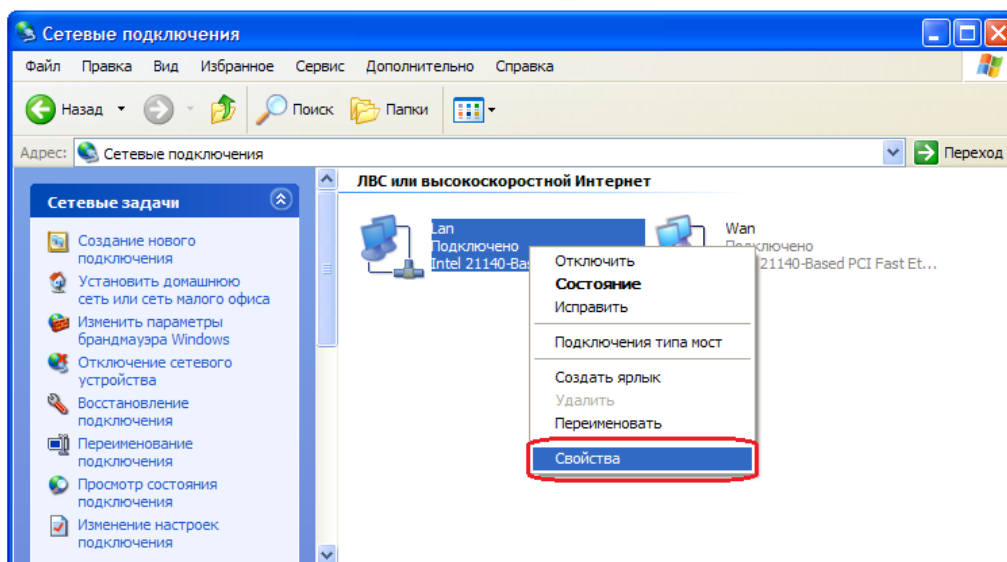 Сетевые подключения
Файл Правка Вид Избранное Сервис Дополнительно Справка
Назад Поиск Папки
Адрес: Сетевые подключения Переход
Сетевые задачи
Создание нового
подключения
Установить домашнюю
сеть или сеть малого офиса
Изменить параметры
брандмауэра Windows
Отключение сетевого
устройства
Восстановление
подключения
Переименование
подключения
Просмотр состояния
подключения
Изменение настроек
подключения
ЛВС или высокоскоростной Интернет
Lan
Подключено
Intel 21140-Bas
Wan
Подключено
21140-Based PCI Fast Et...
Отключить
Состояние
Исправить
Подключения типа мост
Создать ярлык
Удалить
Переименовать
Свойства